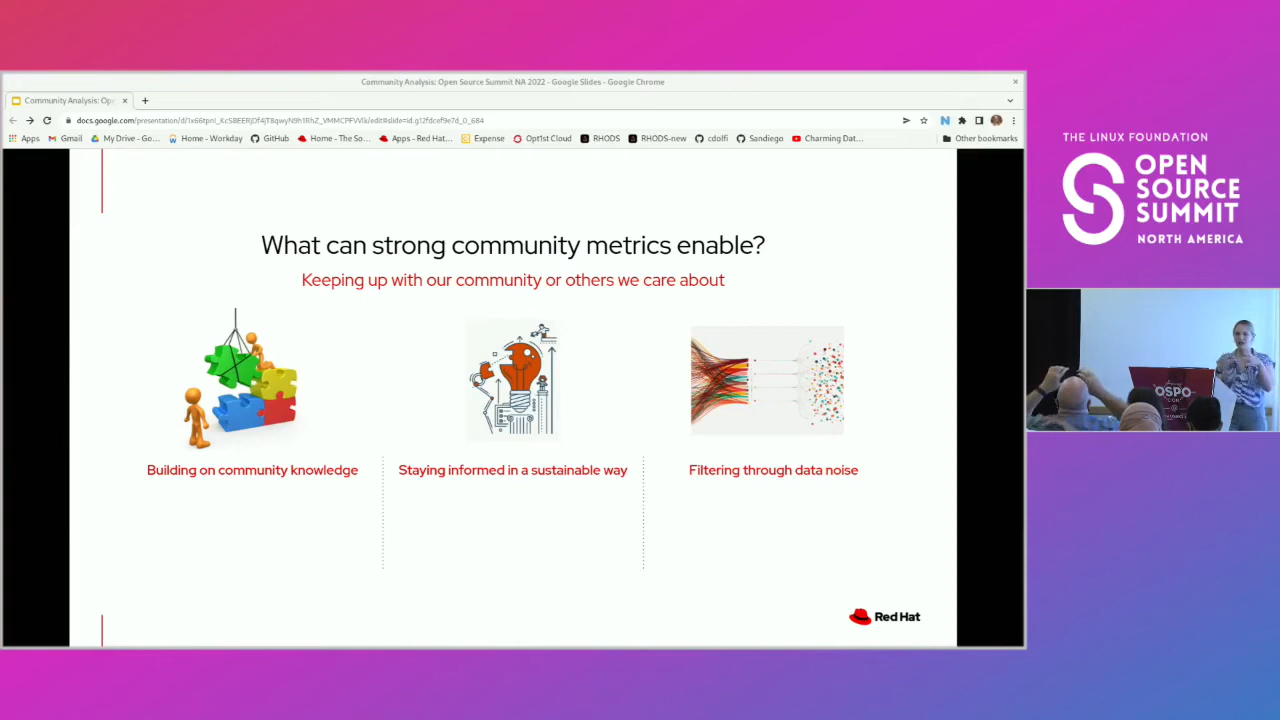 Community Analysis: Open Source Summit NA 2022 - Google Slides - Google Chrome
Community Analysis: Op
Apps
Gmail
My Drive - Go...
Home - Workday
GitHub
Home - The So...
Apps - Red Hat...
Expense
Opt1st Cloud
RHODS
RHODS-new
cdolfi
Sandiego
Charming Dat...
Other bookmarks
What can strong community metrics enable?
Keeping up with our community or others we care about
Building on community knowledge
Staying informed in a sustainable way
Filtering through data noise
Red Hat
THE LINUX FOUNDATION
OPEN
SOURCE
SUMMIT
NORTH AMERICA
OSPO